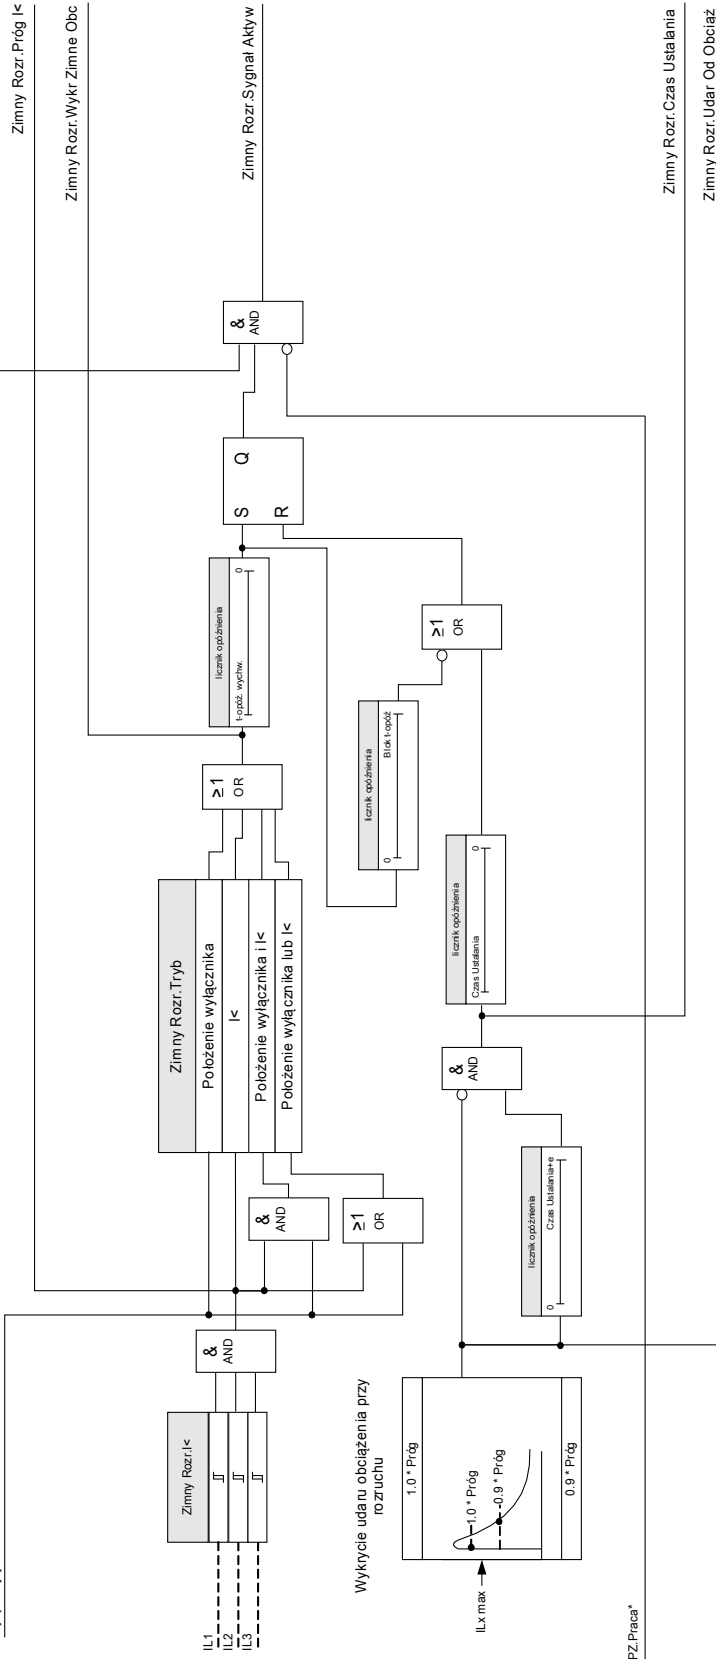 Zimny Rozr.Próg I<
Zimny Rozr.Wykr Zimne Obc
Zimny Rozr.Sygnał Aktyw
Zimny Rozr.Czas Ustalania
Zimny Rozr.Udar Od Obciąż
&
AND
S
Q
R
licznik opóźnienia
t-opóź. wychw.
0
≥1
OR
licznik opóźnienia
0
Blok t-opóź
≥1
OR
Zimny Rozr.Tryb
Położenie wyłącznika
I<
Położenie wyłącznika i I<
Położenie wyłącznika lub I<
licznik opóźnienia
Czas Ustalania
0
&
AND
&
AND
≥1
OR
licznik opóźnienia
0
Czas Ustalania+e
&
AND
Zimny Rozr.I<
IL1
IL2
IL3
Wykrycie udaru obciążenia przy
rozruchu
1.0 * Próg
1.0 * Próg
0.9 * Próg
0.9 * Próg
ILx max
PZ.Praca*